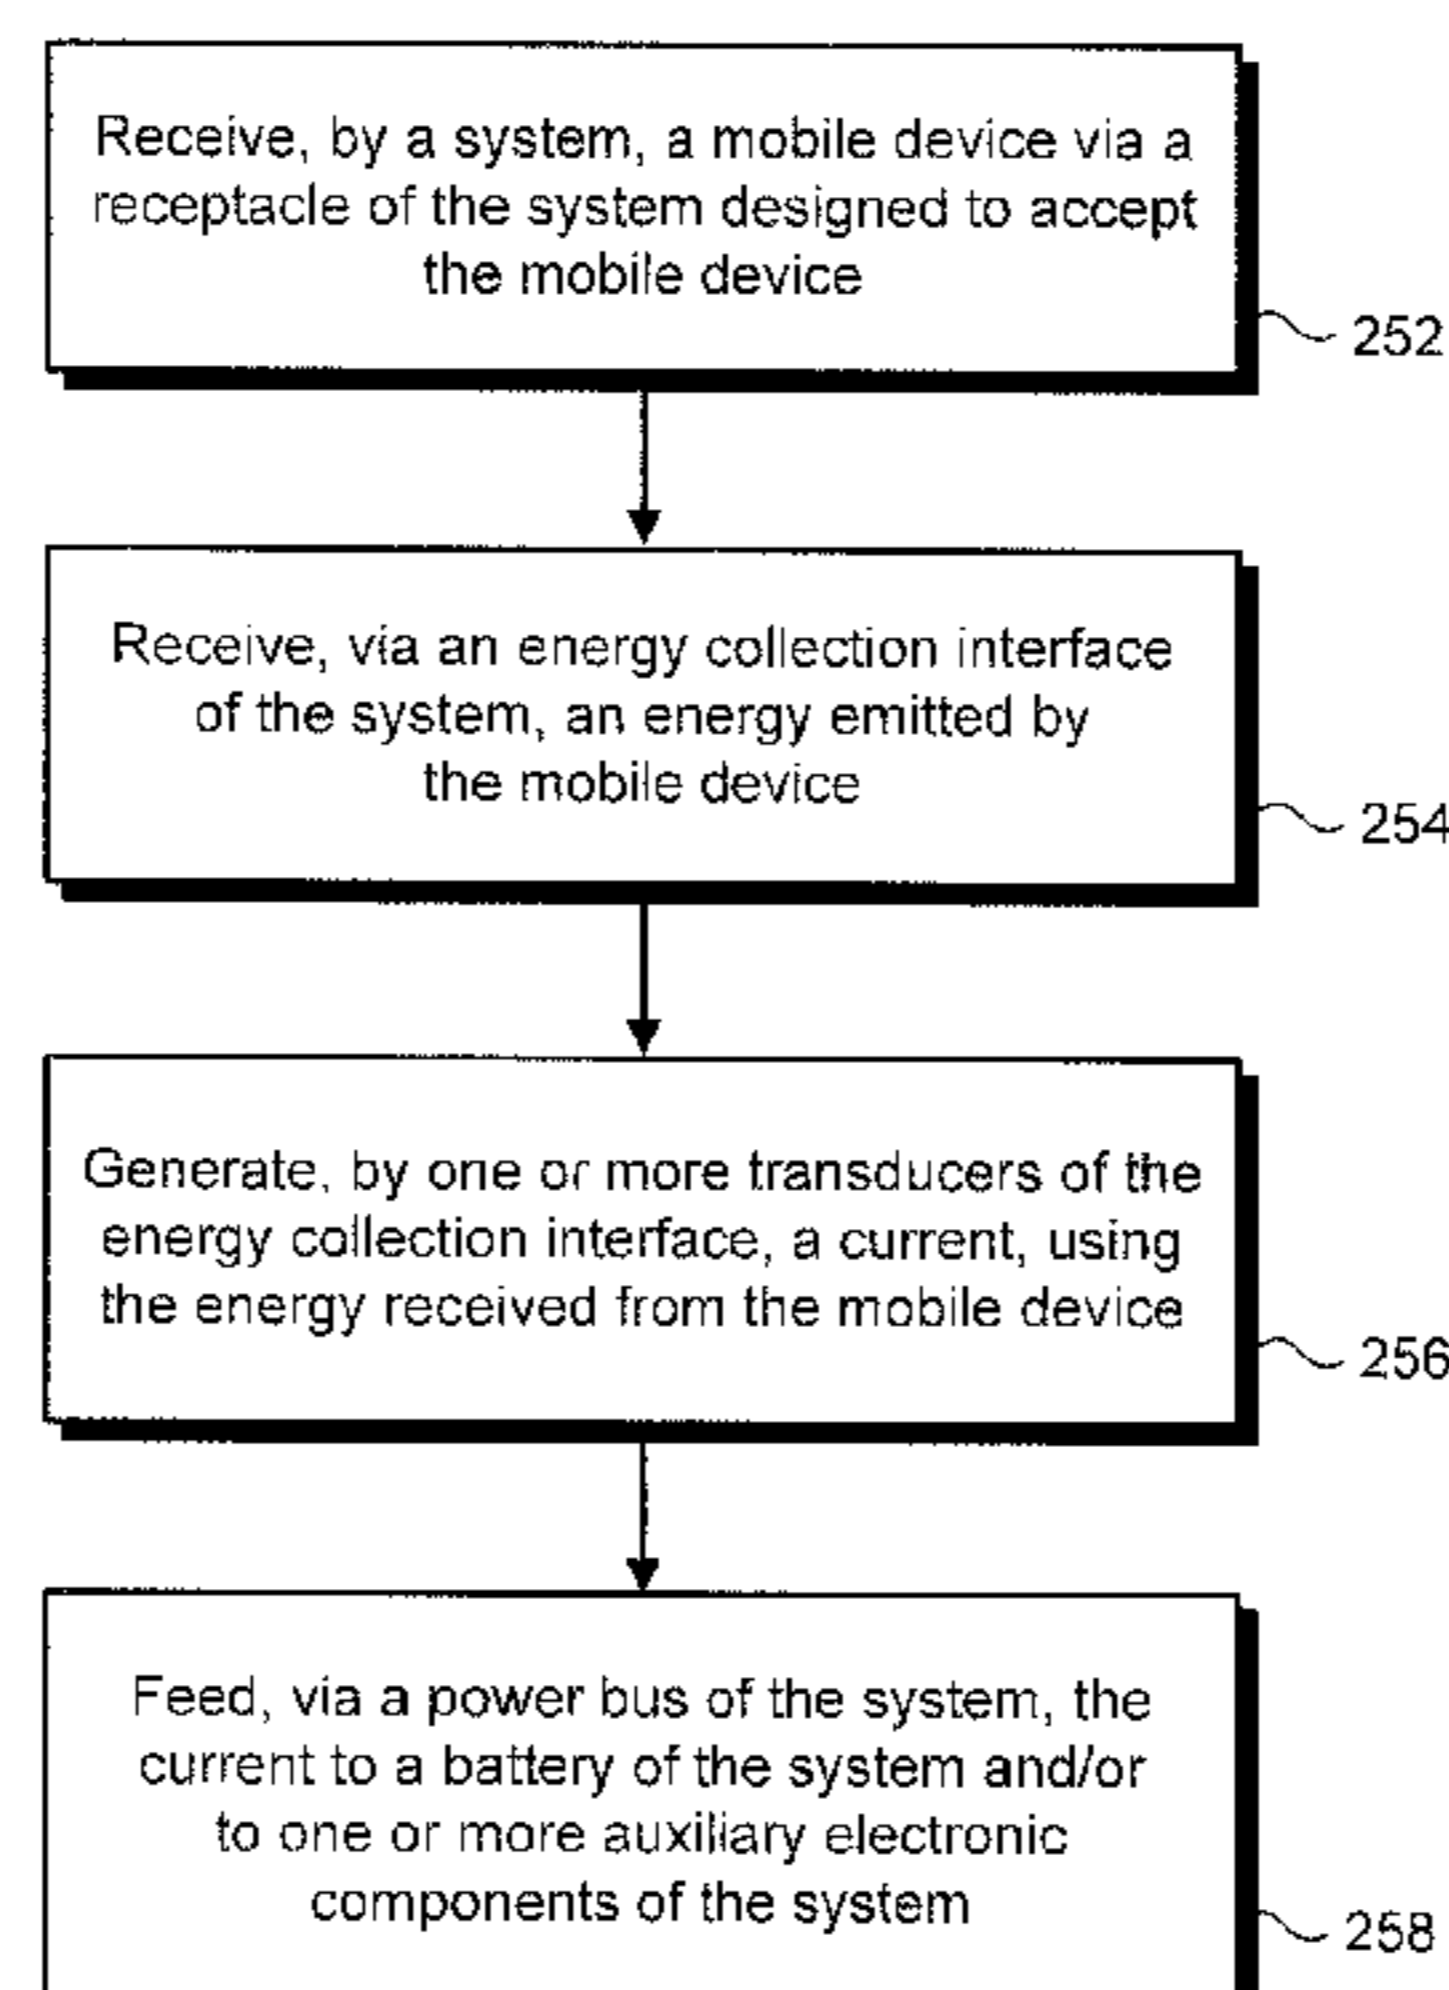 Receive, by a system, a mobile device via a
receptacle of the system designed to accept
the mobile device
252
Receive, via an energy collection interface
of the system, an energy emitted by
the mobile device
254
Generate, by one or more transducers of the
energy collection interface, a current, using
the energy received from the mobile device
256
Feed, via a power bus of the system, the
current to a battery of the system and/or
to one or more auxiliary electronic
components of the system
258